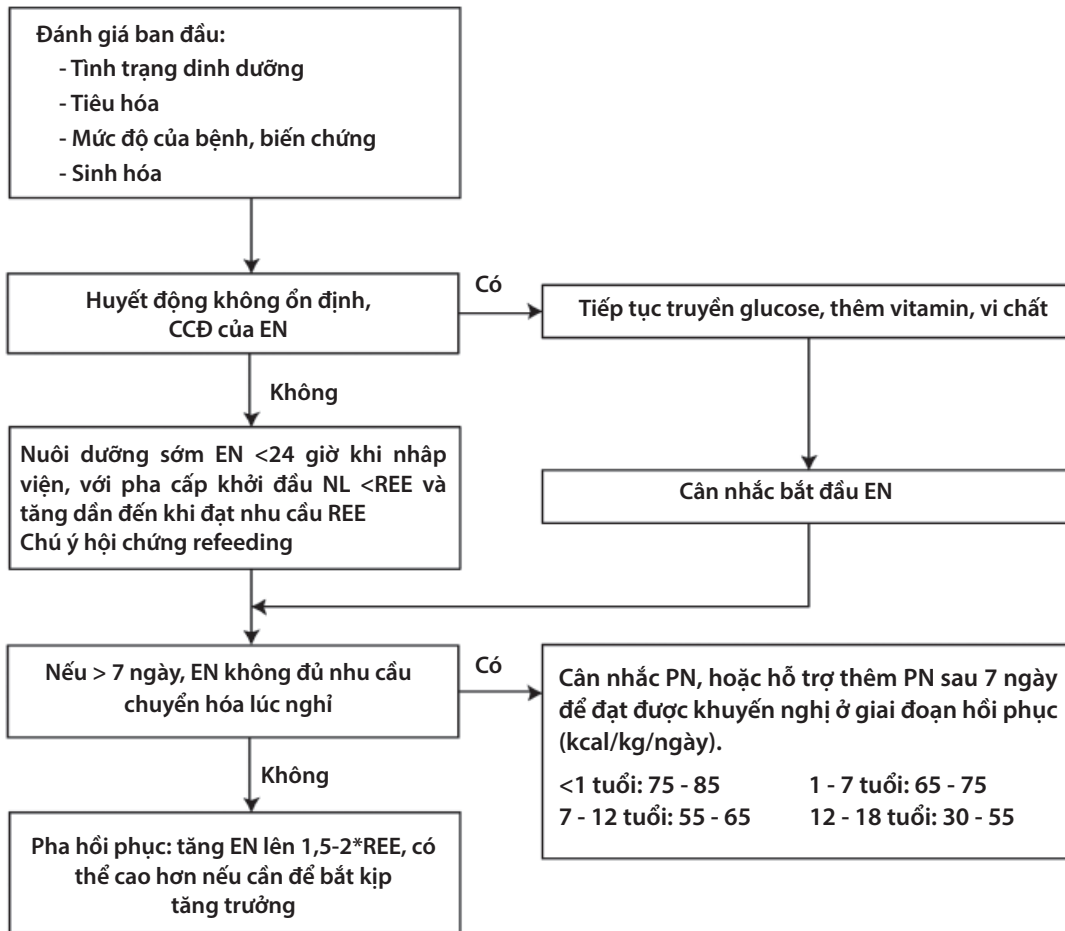 Đánh giá ban đầu:
- Tình trạng dinh dưỡng
- Tiêu hóa
- Mức độ của bệnh, biến chứng
- Sinh hóa
Huyết động không ổn định,
CCĐ của EN
Có
Tiếp tục truyền glucose, thêm vitamin, vi chất
Không
Nuôi dưỡng sớm EN <24 giờ khi nhâp
viện, với pha cấp khởi đầu NL <REE và
tăng dần đến khi đạt nhu cầu REE
Chú ý hội chứng refeeding
Cân nhắc bắt đầu EN
Nếu > 7 ngày, EN không đủ nhu cầu
chuyển hóa lúc nghỉ
Có
Cân nhắc PN, hoặc hỗ trợ thêm PN sau 7 ngày
để đạt được khuyến nghị ở giai đoạn hồi phục
(kcal/kg/ngày).
<1 tuổi: 75 - 85 1 - 7 tuổi: 65 - 75
7 - 12 tuổi: 55 - 65 12 - 18 tuổi: 30 - 55
Không
Pha hồi phục: tăng EN lên 1,5-2*REE, có
thể cao hơn nếu cần để bắt kịp
tăng trưởng